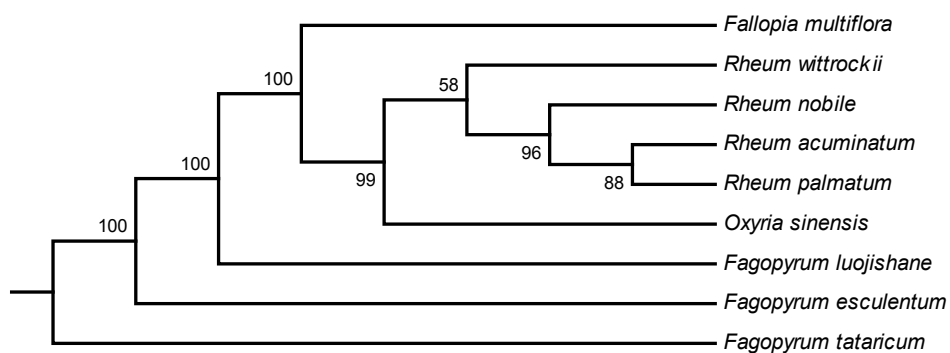 Fallopia multiflora
100
Rheum wittrockii
58
Rheum nobile
96
Rheum acuminatum
100
99
88
Rheum palmatum
Oxyria sinensis
100
Fagopyrum luojishane
Fagopyrum esculentum
Fagopyrum tataricum